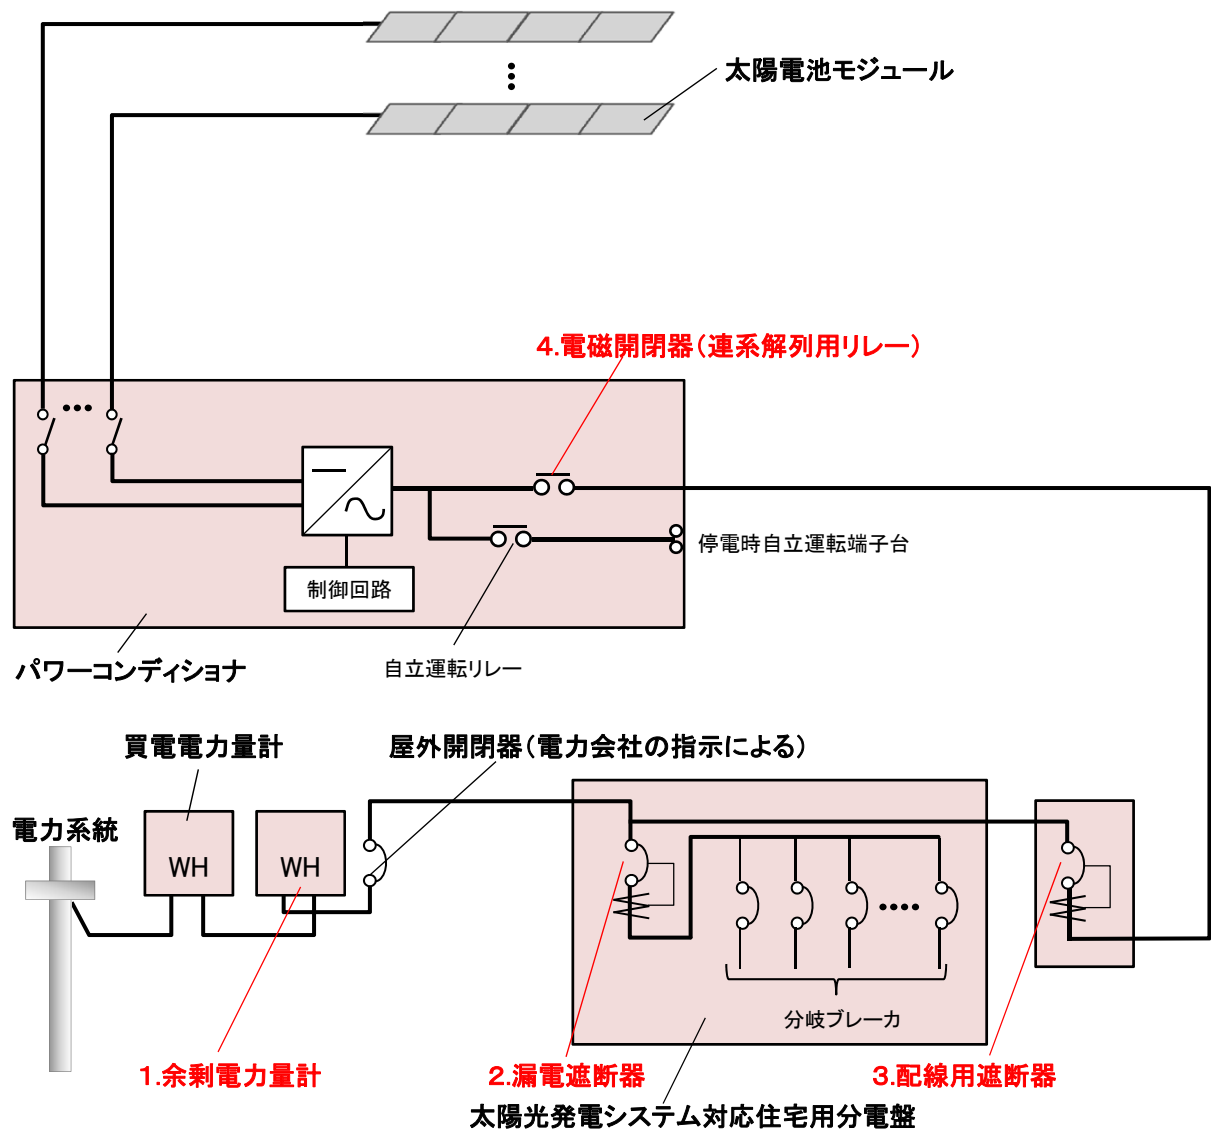 太陽電池モジュール
4.電磁開閉器（連系解列用リレー）
停電時自立運転端子台
制御回路
パワーコンディショナ
自立運転リレー
買電電力量計
屋外開閉器（電力会社の指示による）
電力系統
WH
WH
分岐ブレーカ
1.余剰電力量計
2.漏電遮断器
3.配線用遮断器
太陽光発電システム対応住宅用分電盤